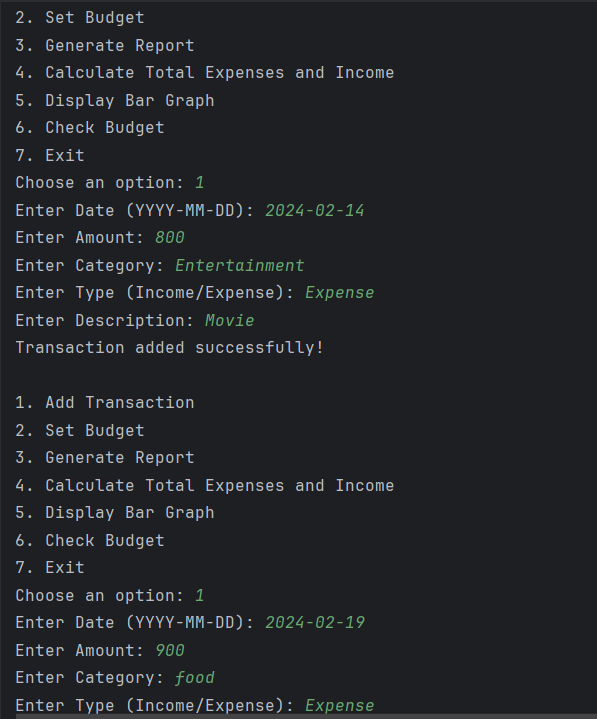 2. Set Budget
3. Generate Report
4. Calculate Total Expenses and Income
5. Display Bar Graph
6. Check Budget
7. Exit
Choose an option: 1
Enter Date (YYYY-MM-DD): 2024-02-14
Enter Amount: 800
Enter Category: Entertainment
Enter Type (Income/Expense): Expense
Enter Description: Movie
Transaction added successfully!
1. Add Transaction
2. Set Budget
3. Generate Report
4. Calculate Total Expenses and Income
5. Display Bar Graph
6. Check Budget
7. Exit
Choose an option: 1
Enter Date (YYYY-MM-DD): 2024-02-19
Enter Amount: 900
Enter Category: food
Enter Type (Income/Expense): Expense